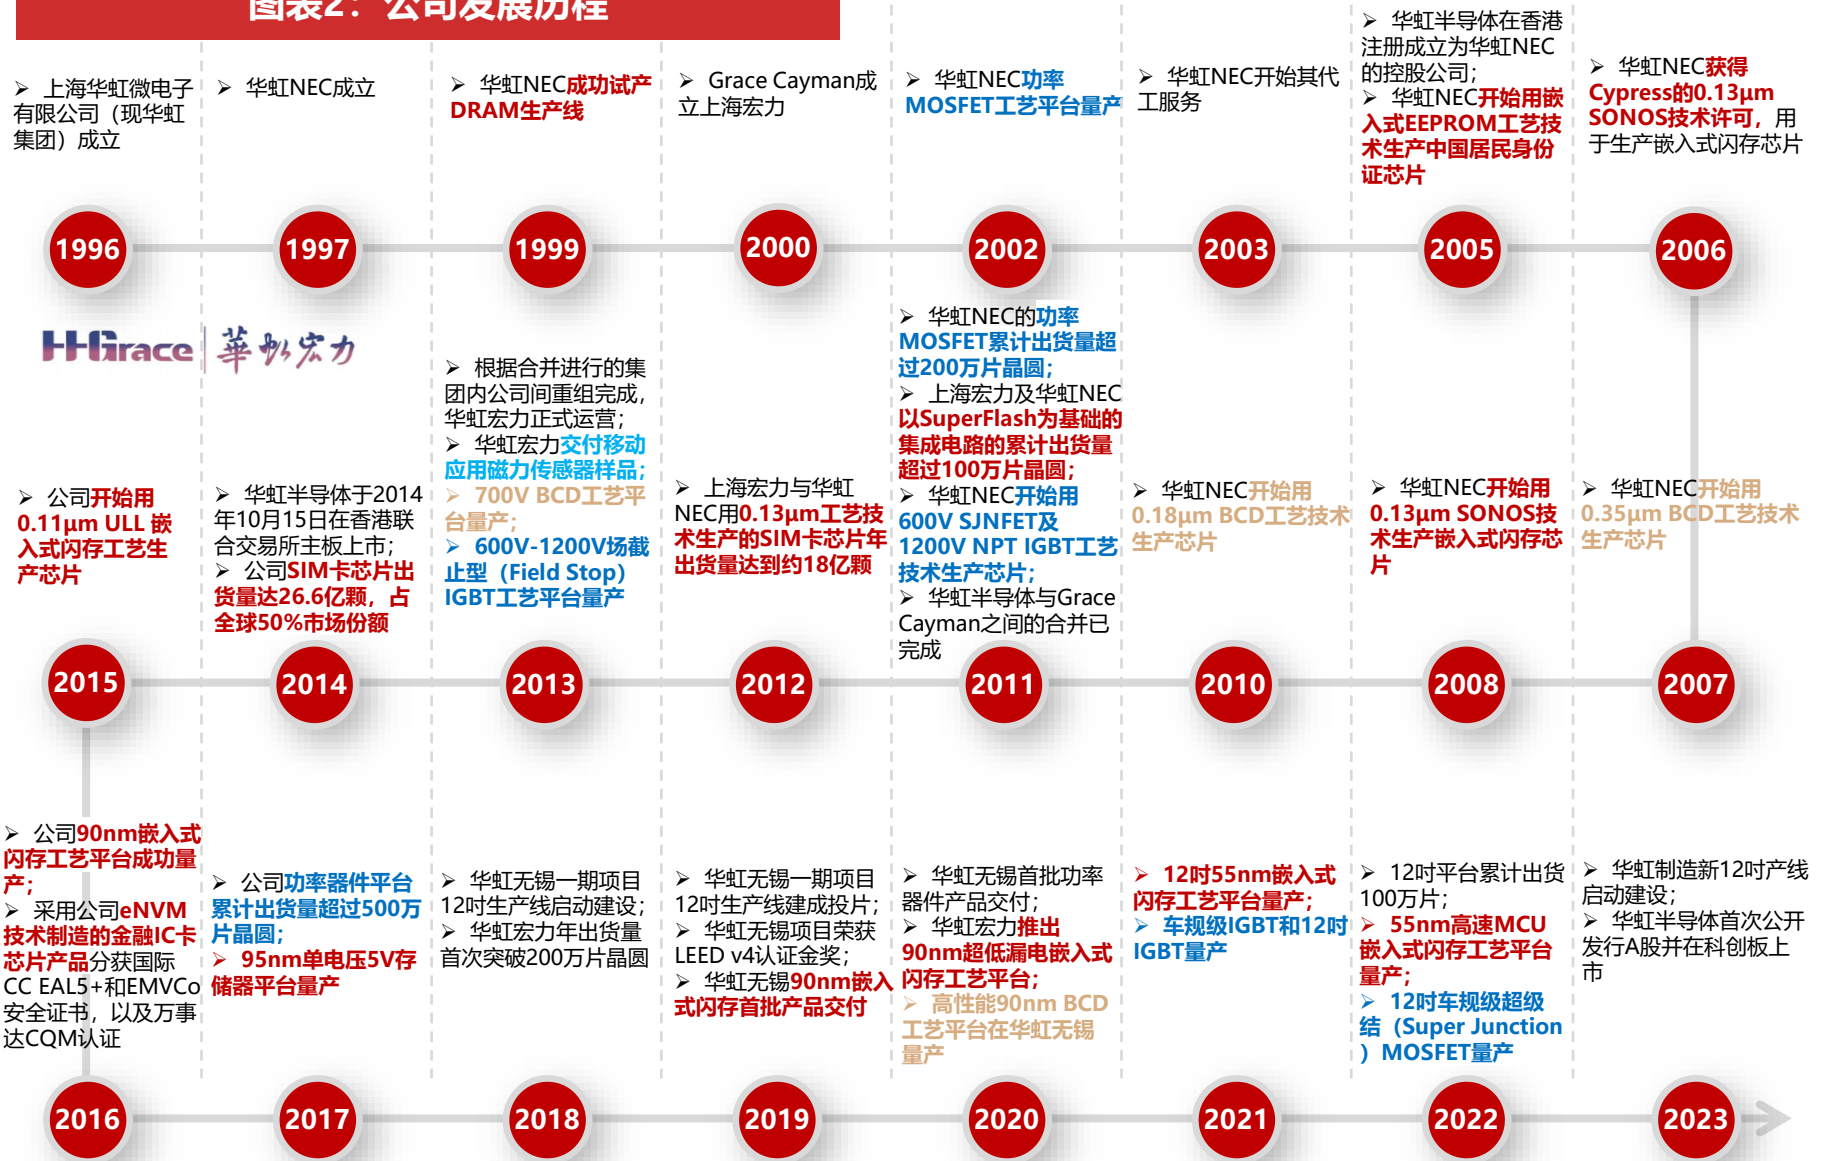 图表2：公司发展历程
➢ 上海华虹微电子
有限公司（现华虹
集团）成立
➢ 华虹NEC成立
➢ 华虹NEC成功试产
DRAM生产线
➢ Grace Cayman成
立上海宏力
➢ 华虹NEC功率
MOSFET工艺平台量产
➢ 华虹NEC开始其代
工服务
➢ 华虹半导体在香港
注册成立为华虹NEC
的控股公司；
➢ 华虹NEC开始用嵌
入式EEPROM工艺技
术生产中国居民身份
证芯片
➢ 华虹NEC获得
Cypress的0.13μm
SONOS技术许可，用
于生产嵌入式闪存芯片
1996
1997
1999
2000
2002
2003
2005
2006
HHGrace 華虹宏力
➢ 公司开始用
0.11μm ULL 嵌
入式闪存工艺生
产芯片
➢ 华虹半导体于2014
年10月15日在香港联
合交易所主板上市；
➢ 公司SIM卡芯片出
货量达26.6亿颗，占
全球50%市场份额
➢ 根据合并进行的集
团内公司间重组完成，
华虹宏力正式运营；
➢ 华虹宏力交付移动
应用磁力传感器样品；
➢ 700V BCD工艺平
台量产；
➢ 600V-1200V场截
止型（Field Stop）
IGBT工艺平台量产
➢ 上海宏力与华虹
NEC用0.13μm工艺技
术生产的SIM卡芯片年
出货量达到约18亿颗
➢ 华虹NEC的功率
MOSFET累计出货量超
过200万片晶圆；
➢ 上海宏力及华虹NEC
以SuperFlash为基础的
集成电路的累计出货量
超过100万片晶圆；
➢ 华虹NEC开始用
600V SJNFET及
1200V NPT IGBT工艺
技术生产芯片；
➢ 华虹半导体与Grace
Cayman之间的合并已
完成
➢ 华虹NEC开始用
0.18μm BCD工艺技术
生产芯片
➢ 华虹NEC开始用
0.13μm SONOS技
术生产嵌入式闪存芯
片
➢ 华虹NEC开始用
0.35μm BCD工艺技术
生产芯片
2015
2014
2013
2012
2011
2010
2008
2007
➢ 公司90nm嵌入式
闪存工艺平台成功量
产；
➢ 采用公司eNVM
技术制造的金融IC卡
芯片产品分获国际
CC EAL5+和EMVCo
安全证书，以及万事
达CQM认证
➢ 公司功率器件平台
累计出货量超过500万
片晶圆；
➢ 95nm单电压5V存
储器平台量产
➢ 华虹无锡一期项目
12吋生产线启动建设；
➢ 华虹宏力年出货量
首次突破200万片晶圆
➢ 华虹无锡一期项目
12吋生产线建成投片；
➢ 华虹无锡项目荣获
LEED v4认证金奖；
➢ 华虹无锡90nm嵌入
式闪存首批产品交付
➢ 华虹无锡首批功率
器件产品交付；
➢ 华虹宏力推出
90nm超低漏电嵌入式
闪存工艺平台；
➢ 高性能90nm BCD
工艺平台在华虹无锡
量产
➢ 12吋55nm嵌入式
闪存工艺平台量产；
➢ 车规级IGBT和12吋
IGBT量产
➢ 12吋平台累计出货
100万片；
➢ 55nm高速MCU
嵌入式闪存工艺平台
量产；
➢ 12吋车规级超级
结（Super Junction
）MOSFET量产
➢ 华虹制造新12吋产线
启动建设；
➢ 华虹半导体首次公开
发行A股并在科创板上
市
2016
2017
2018
2019
2020
2021
2022
2023